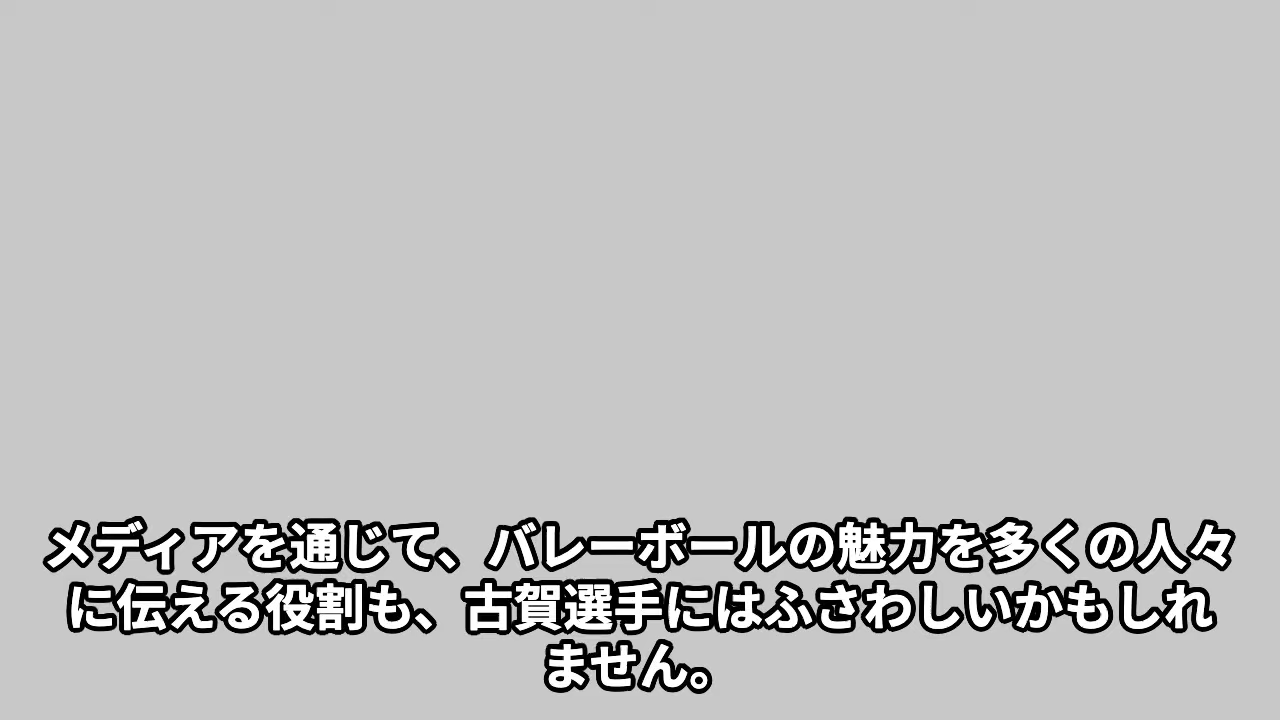 メディアを通じて、バレーボールの魅力を多くの人々
に伝える役割も、古賀選手にはふさわしいかもしれ
ません。